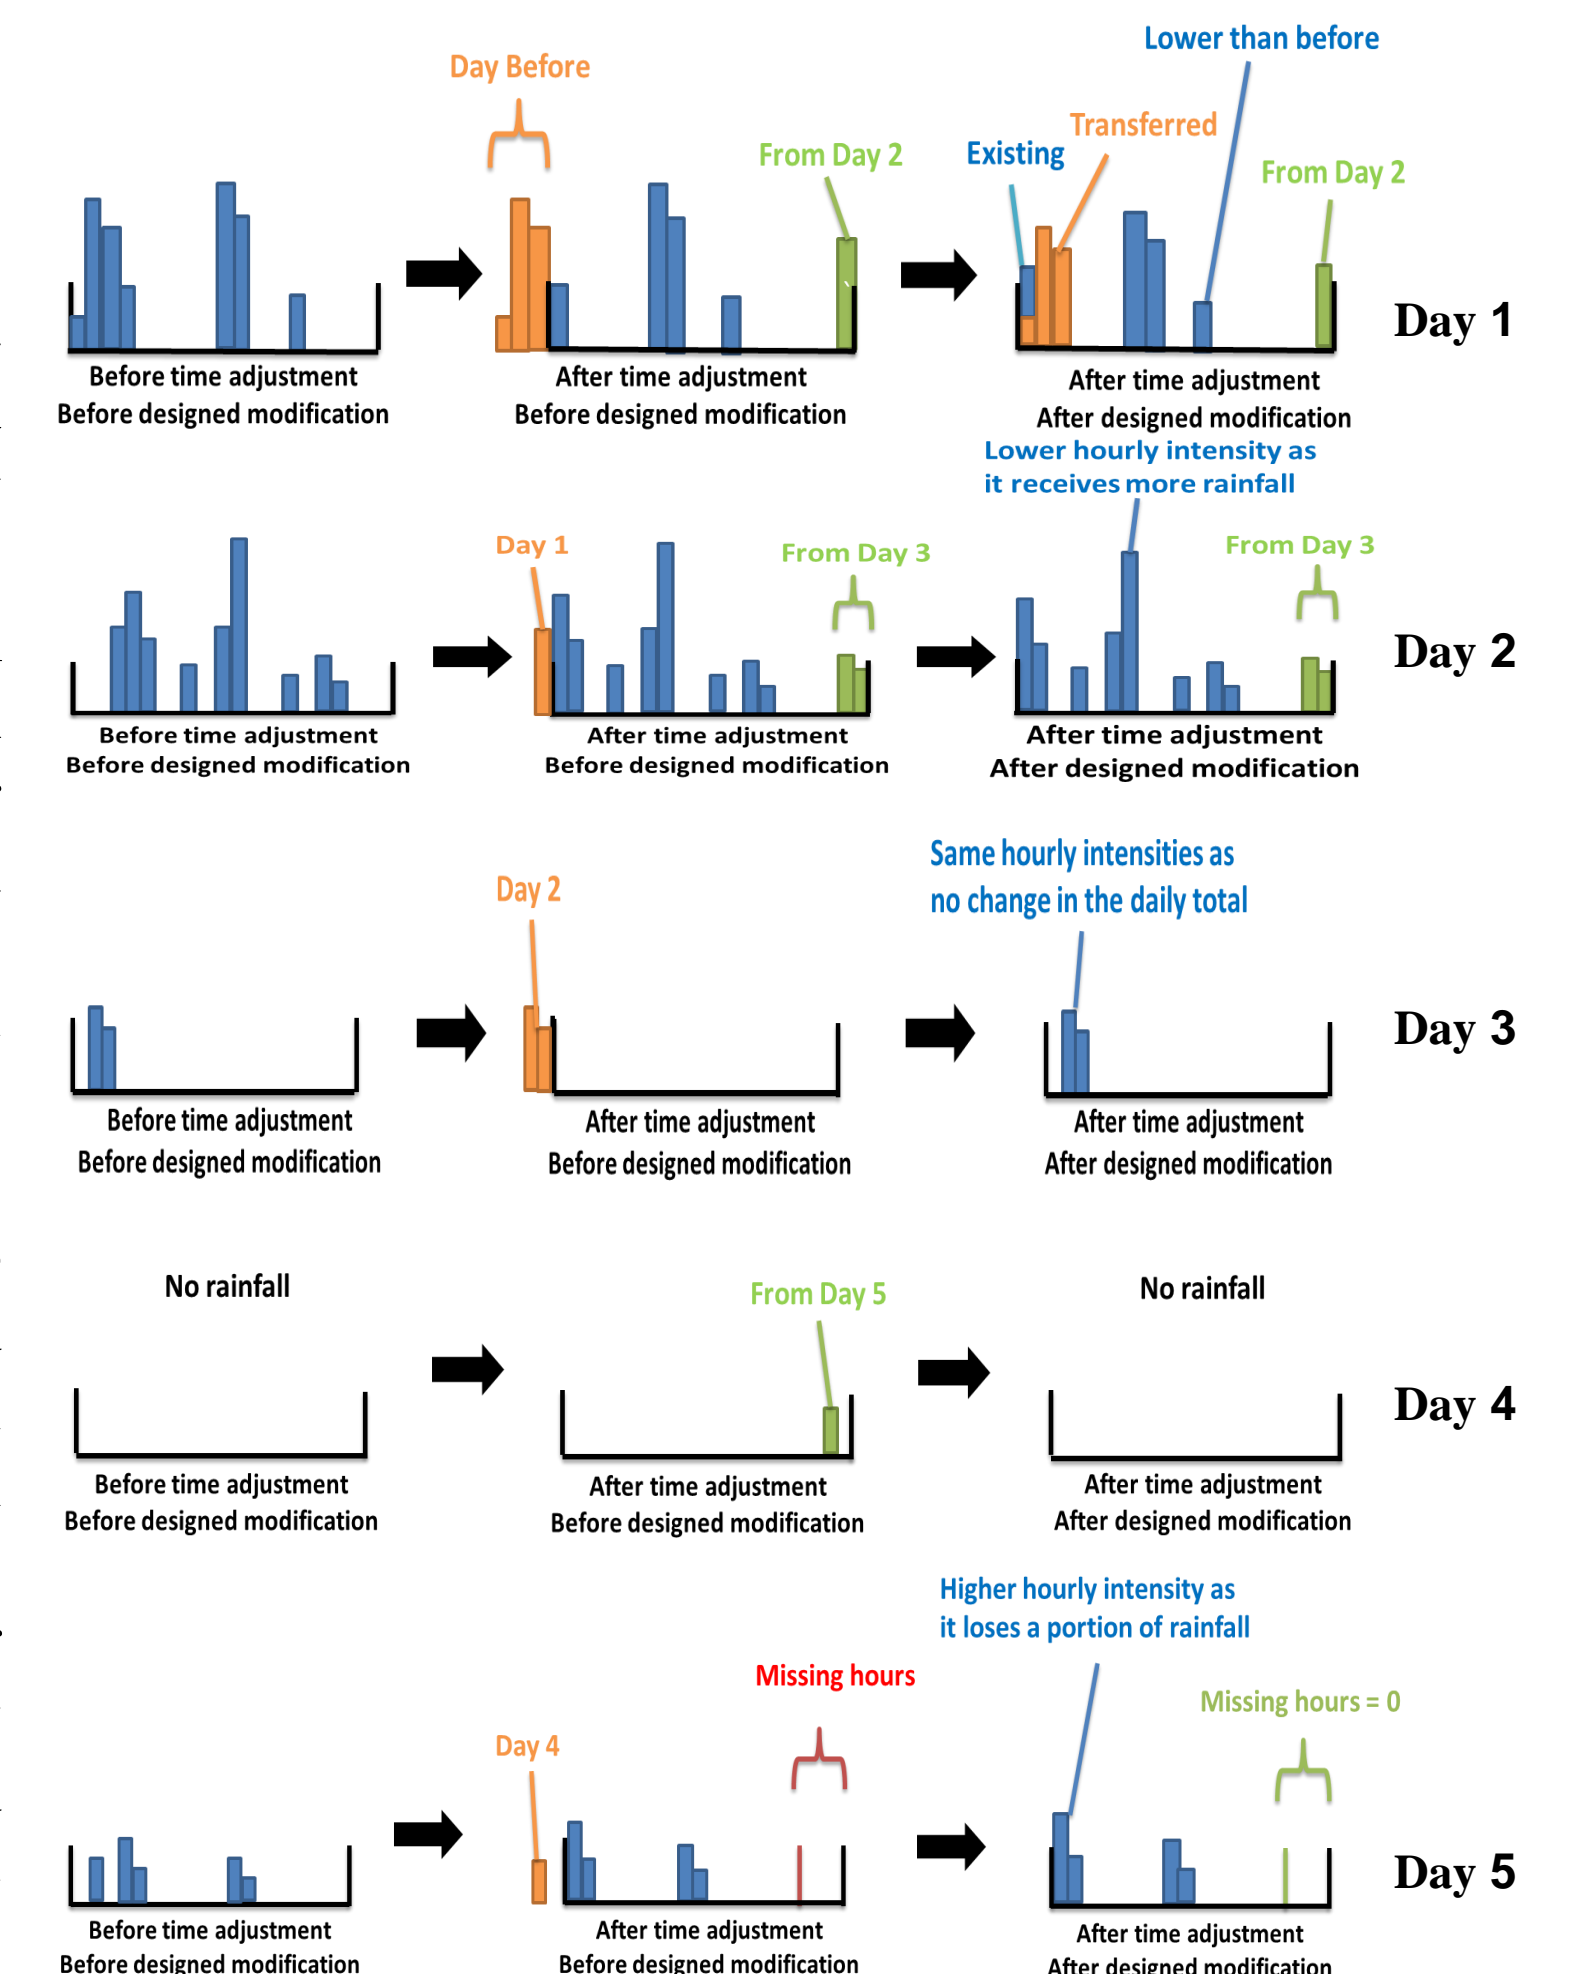 Lower than before
Day Before
Transferred
Existing
From Day 2
From Day 2
Day 1
Before time adjustment
Before designed modification
After time adjustment
Before designed modification
After time adjustment
After designed modification
Lower hourly intensity as
it receives more rainfall
Day 1
From Day 3
From Day 3
Day 2
Before time adjustment
Before designed modification
After time adjustment
Before designed modification
After time adjustment
After designed modification
Same hourly intensities as
no change in the daily total
Day 2
Day 3
Before time adjustment
Before designed modification
After time adjustment
Before designed modification
After time adjustment
After designed modification
No rainfall
From Day 5
No rainfall
Day 4
Before time adjustment
Before designed modification
After time adjustment
Before designed modification
After time adjustment
After designed modification
Higher hourly intensity as
it loses a portion of rainfall
Missing hours
Missing hours = 0
Day 4
Day 5
Before time adjustment
Before designed modification
After time adjustment
Before designed modification
After time adjustment
After designed modification